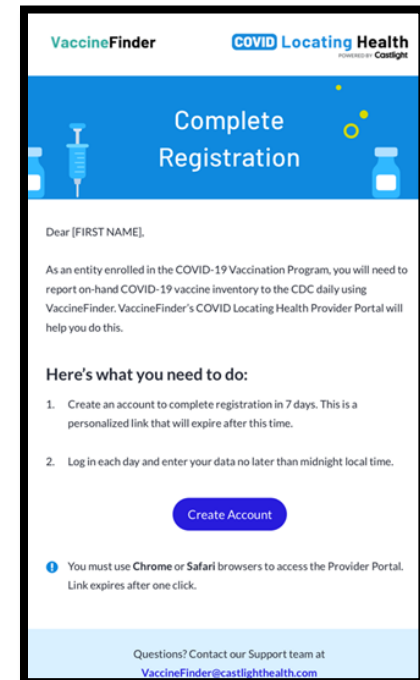 VaccineFinder
COVID Locating Health
POWERED BY Castlight
Complete
Registration
Dear [FIRST NAME],
As an entity enrolled in the COVID-19 Vaccination Program, you will need to
report on-hand COVID-19 vaccine inventory to the CDC daily using
VaccineFinder. VaccineFinder's COVID Locating Health Provider Portal will
help you do this.
Here's what you need to do:
1. Create an account to complete registration in 7 days. This is a
personalized link that will expire after this time.
2. Log in each day and enter your data no later than midnight local time.
Create Account
You must use Chrome or Safari browsers to access the Provider Portal.
Link expires after one click.
Questions? Contact our Support team at
VaccineFinder@castlighthealth.com